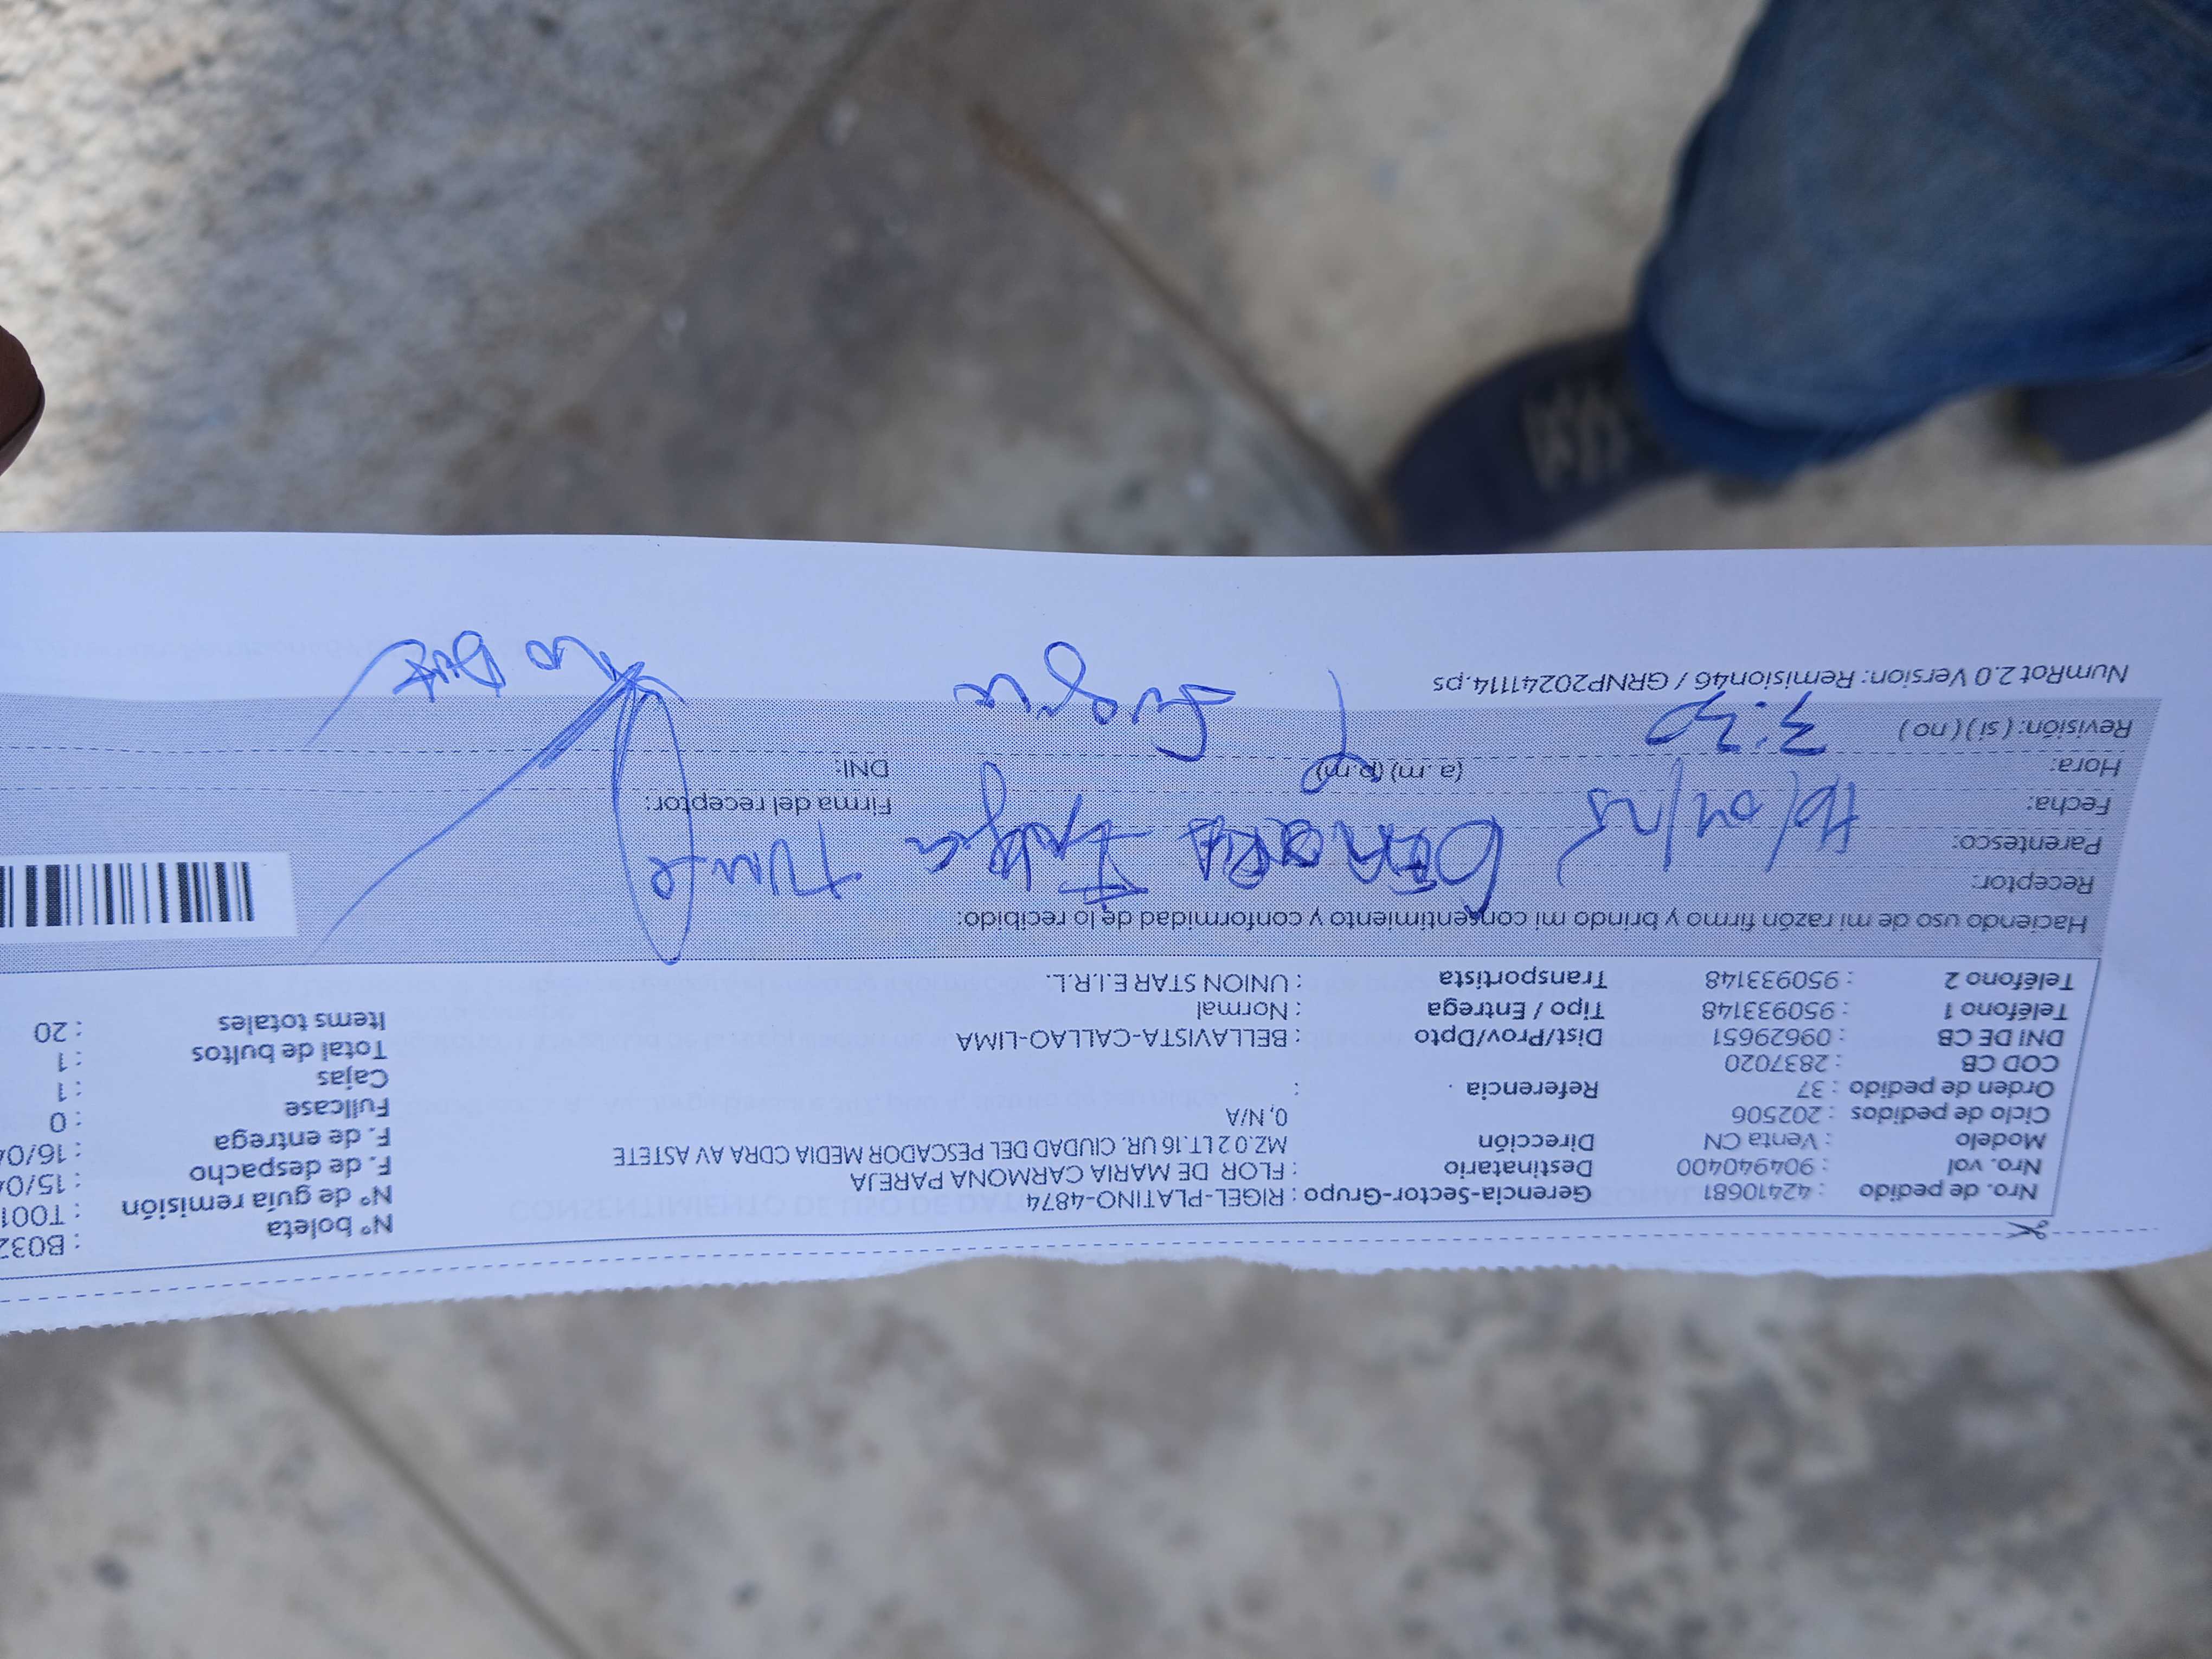 Nro. de pedido : 42410681 Gerencia-Sector-Grupo : RIGEL-PLATINO-4874 N° boleta : B032
Nro. vol : 904940400 Destinatario : FLOR DE MARIA CARMONA PAREJA N° de guía remisión : T001
Modelo : Venta CN Dirección MZ.0 2 LT.16 UR. CIUDAD DEL PESCADOR MEDIA CDRA AV ASTETE F. de despacho : 15/04
Ciclo de pedidos : 202506 0, N/A F. de entrega : 16/04
Orden de pedido : 37 Referencia : Fullcase : 0
COD CB : 2837020 Cajas : 1
DNI DE CB : 09629651 Dist/Prov/Dpto : BELLAVISTA-CALLAO-LIMA Total de bultos : 1
Teléfono 1 : 950933148 Tipo / Entrega : Normal Items totales : 20
Teléfono 2 : 950933148 Transportista : UNION STAR E.I.R.L.
Haciendo uso de mi razón firmo y brindo mi consentimiento y conformidad de lo recibido:
Receptor:
Parentesco:
Fecha: Firma del receptor:
Hora: (a. m) (p. m) DNI:
3:30
Revisión: ( si ) ( no )
NumRot 2.0 Version: Remision46 / GRNP20241114.ps